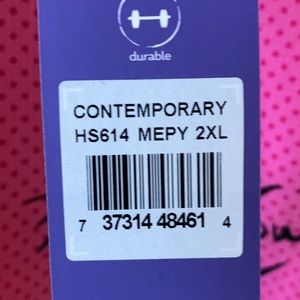 durable
CONTEMPORARY
HS614 MEPY 2XL
7 37314 48461 4